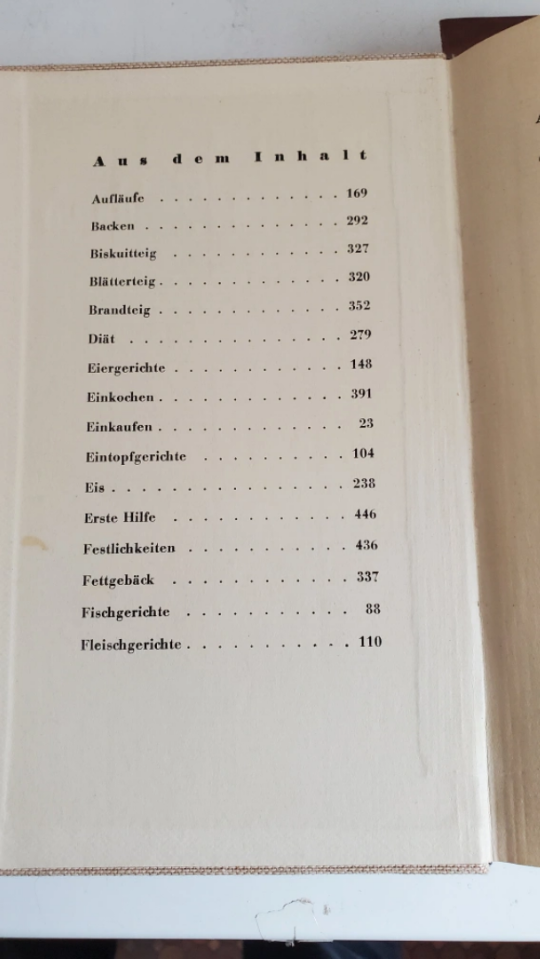 Aus dem Inhalt
Aufläufe . . . . . . . . . . . . . 169
Backen . . . . . . . . . . . . . . 292
Biskuitteig . . . . . . . . . . . . 327
Blätterteig . . . . . . . . . . . . . 320
Brandteig . . . . . . . . . . . . . 352
Diät . . . . . . . . . . . . . . . 279
Eiergerichte . . . . . . . . . . . . 148
Einkochen . . . . . . . . . . . . . 391
Einkaufen . . . . . . . . . . . . . 23
Eintopfgerichte . . . . . . . . . . 104
Eis . . . . . . . . . . . . . . . . 238
Erste Hilfe . . . . . . . . . . . . 446
Festlichkeiten . . . . . . . . . . . 436
Fettgebäck . . . . . . . . . . . . 337
Fischgerichte . . . . . . . . . . . 88
Fleischgerichte . . . . . . . . . . . 110